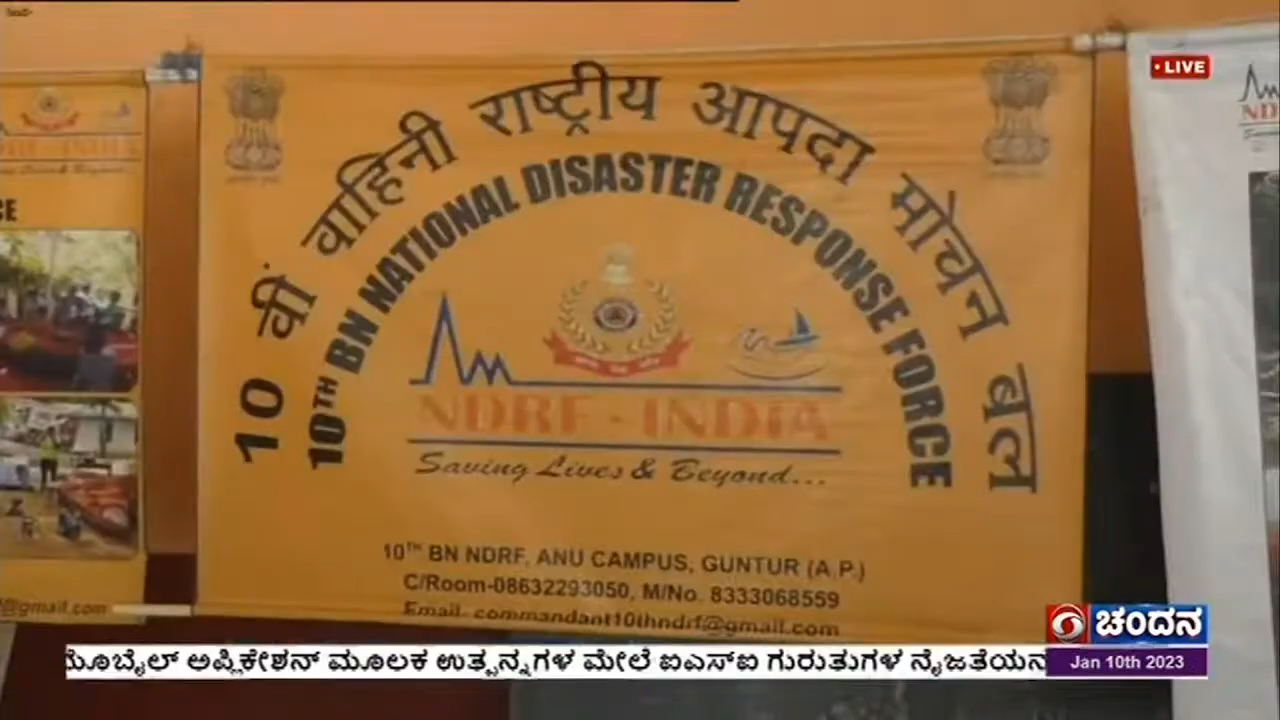 LIVE
10 वीं वाहिनी राष्ट्रीय आपदा मोचन बल
10TH BN NATIONAL DISASTER RESPONSE FORCE
NDRF - INDIA
Saving Lives & Beyond...
10TH BN NDRF, ANU CAMPUS, GUNTUR (A.P.)
C/Room-08632293050, M/No. 8333068559
Email. commandant10thndrf@gmail.com
@gmail.com
ಚಂದನ
Jan 10th 2023
ಮೊಬೈಲ್ ಅಪ್ಲಿಕೇಶನ್ ಮೂಲಕ ಉತ್ಪನ್ನಗಳ ಮೇಲೆ ಐಎಸ್ಐ ಗುರುತುಗಳ ನೈಜತೆಯನ